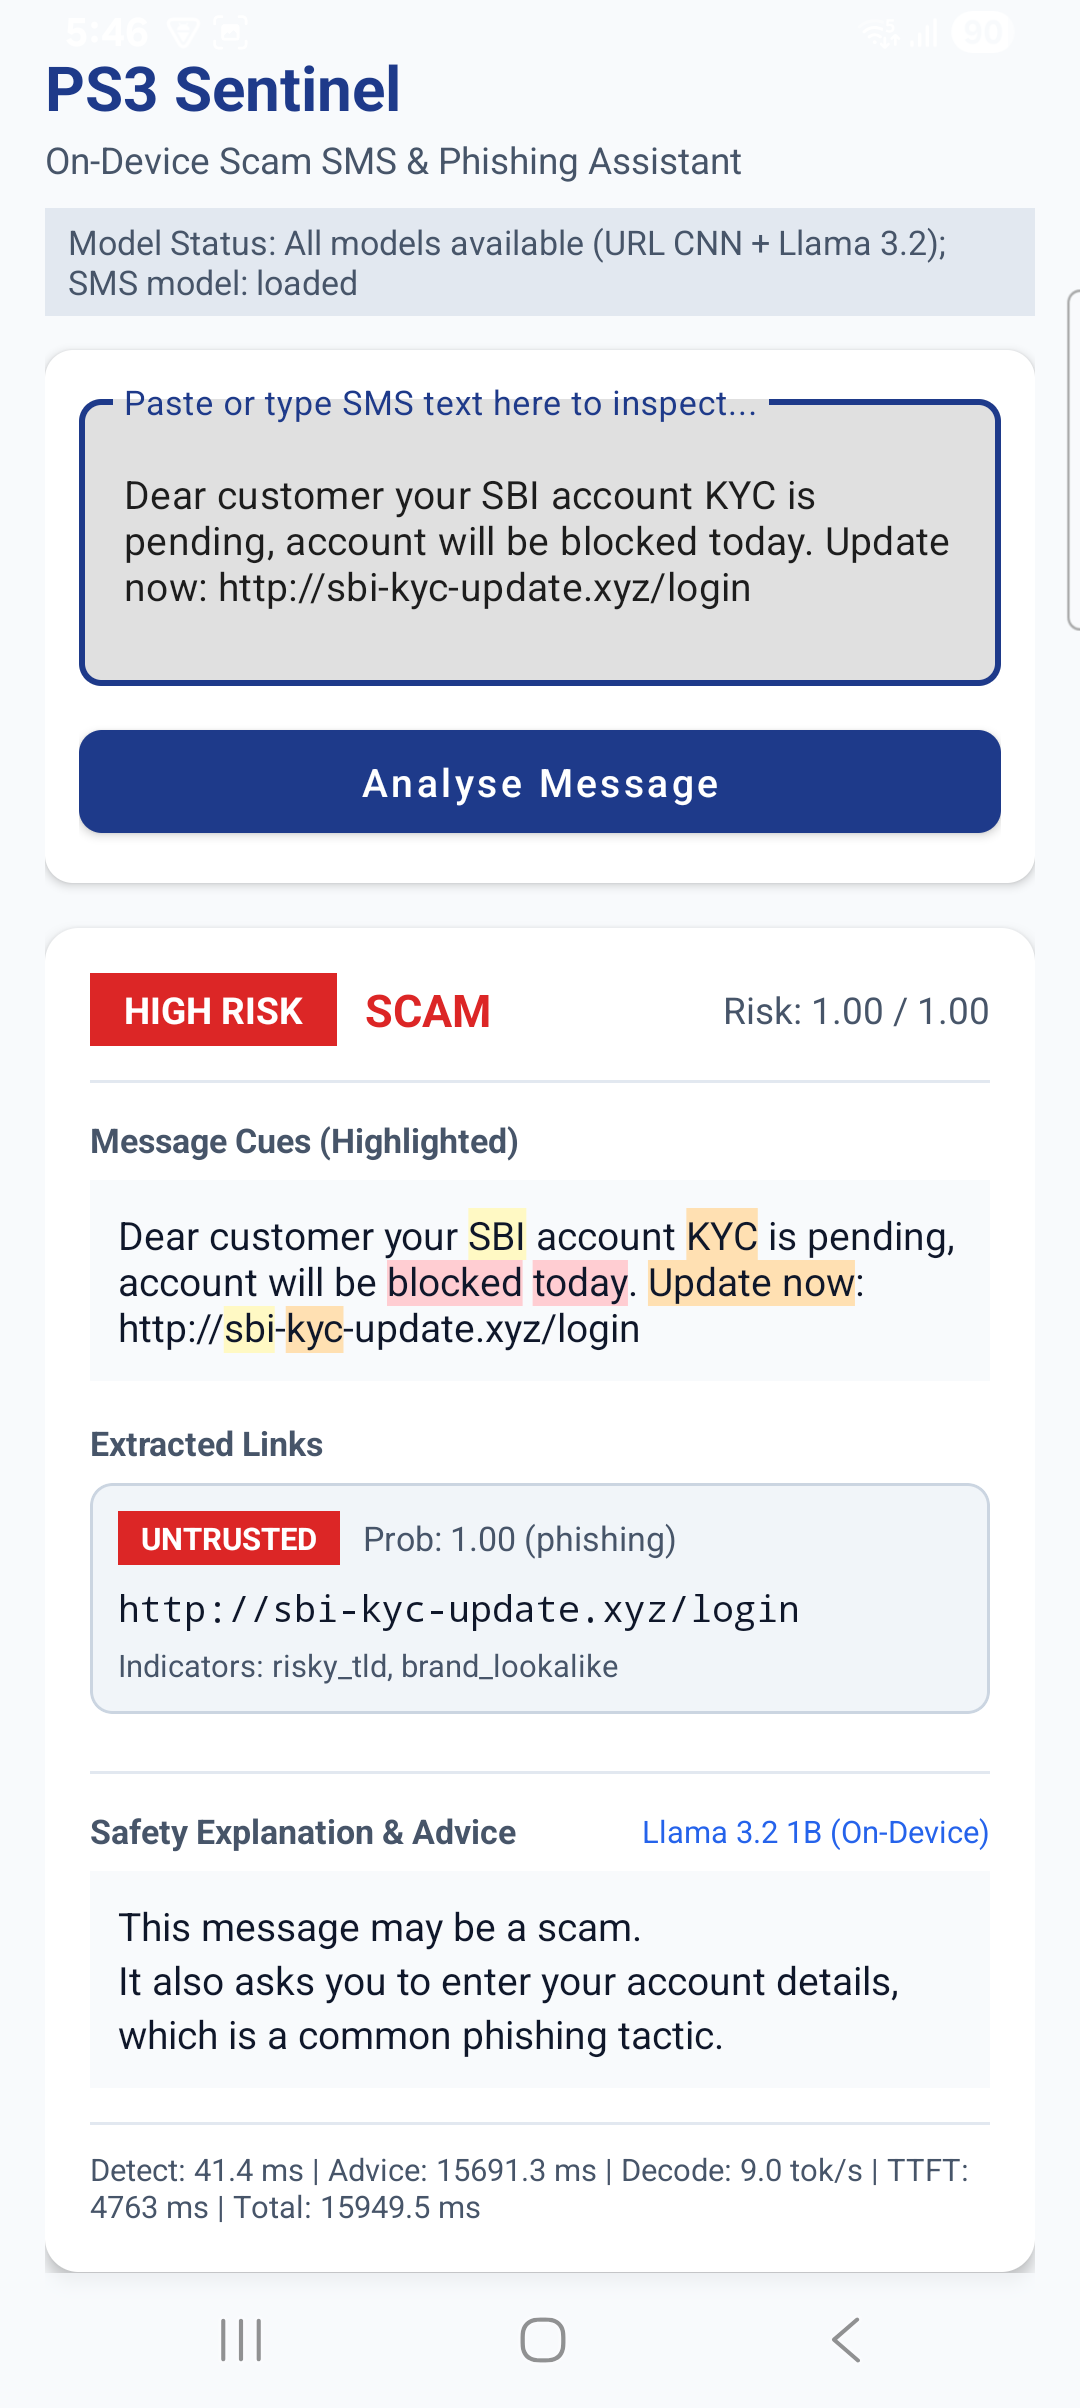 5:46
90
PS3 Sentinel
On-Device Scam SMS & Phishing Assistant
Model Status: All models available (URL CNN + Llama 3.2);
SMS model: loaded
Paste or type SMS text here to inspect...
Dear customer your SBI account KYC is
pending, account will be blocked today. Update
now: http://sbi-kyc-update.xyz/login
Analyse Message
HIGH RISK SCAM Risk: 1.00 / 1.00
Message Cues (Highlighted)
Dear customer your SBI account KYC is pending,
account will be blocked today. Update now:
http://sbi-kyc-update.xyz/login
Extracted Links
UNTRUSTED Prob: 1.00 (phishing)
http://sbi-kyc-update.xyz/login
Indicators: risky_tld, brand_lookalike
Safety Explanation & Advice Llama 3.2 1B (On-Device)
This message may be a scam.
It also asks you to enter your account details,
which is a common phishing tactic.
Detect: 41.4 ms | Advice: 15691.3 ms | Decode: 9.0 tok/s | TTFT:
4763 ms | Total: 15949.5 ms